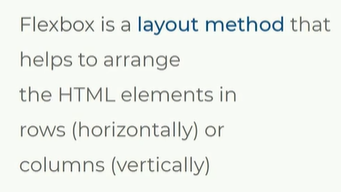 Flexbox is a layout method that
helps to arrange
the HTML elements in
rows (horizontally) or
columns (vertically)